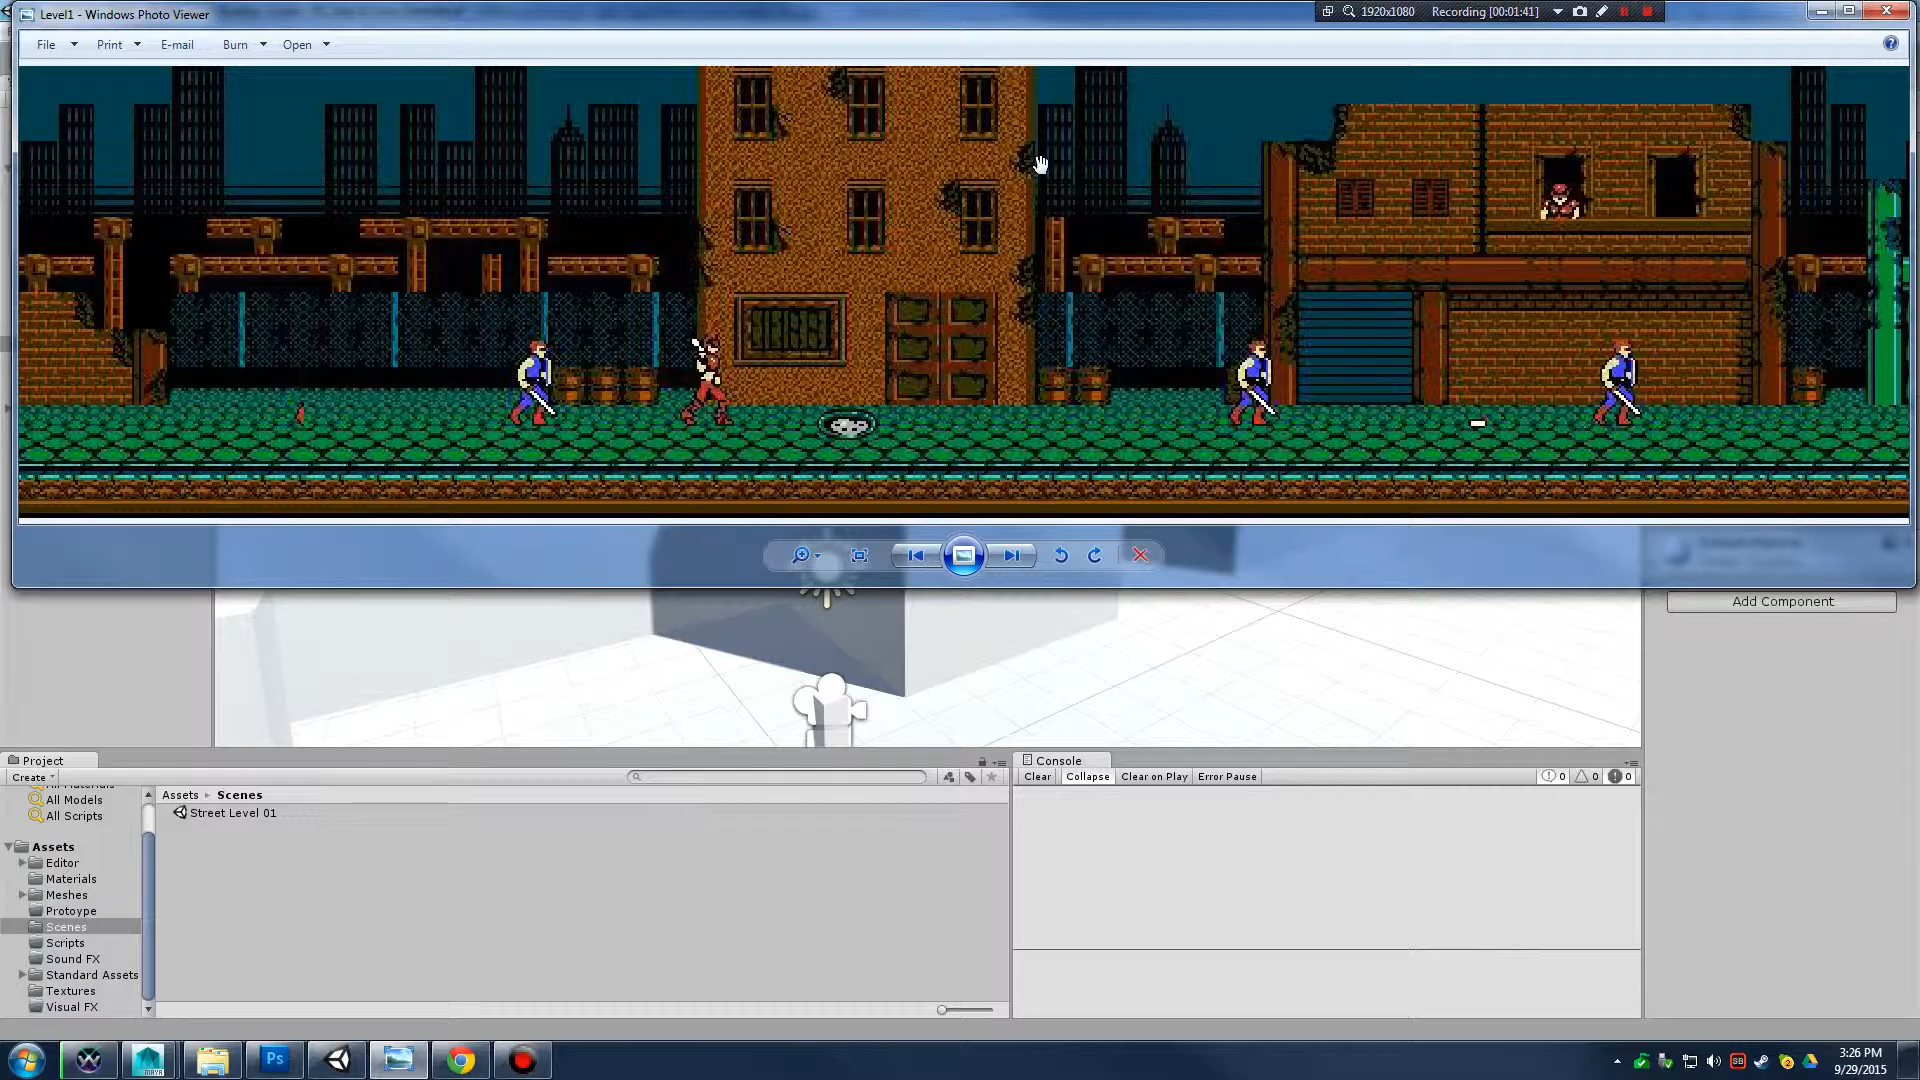 Level1 - Windows Photo Viewer
1920x1080 Recording [00:01:41]
File Print E-mail Burn Open
Add Component
Project
Console
Create
Clear Collapse Clear on Play Error Pause 0 0 0
Assets Scenes
Street Level 01
All Models
All Scripts
Assets
Editor
Materials
Meshes
Protoype
Scenes
Scripts
Sound FX
Standard Assets
Textures
Visual FX
Ps
MAYA
SB
3:26 PM
9/29/2015